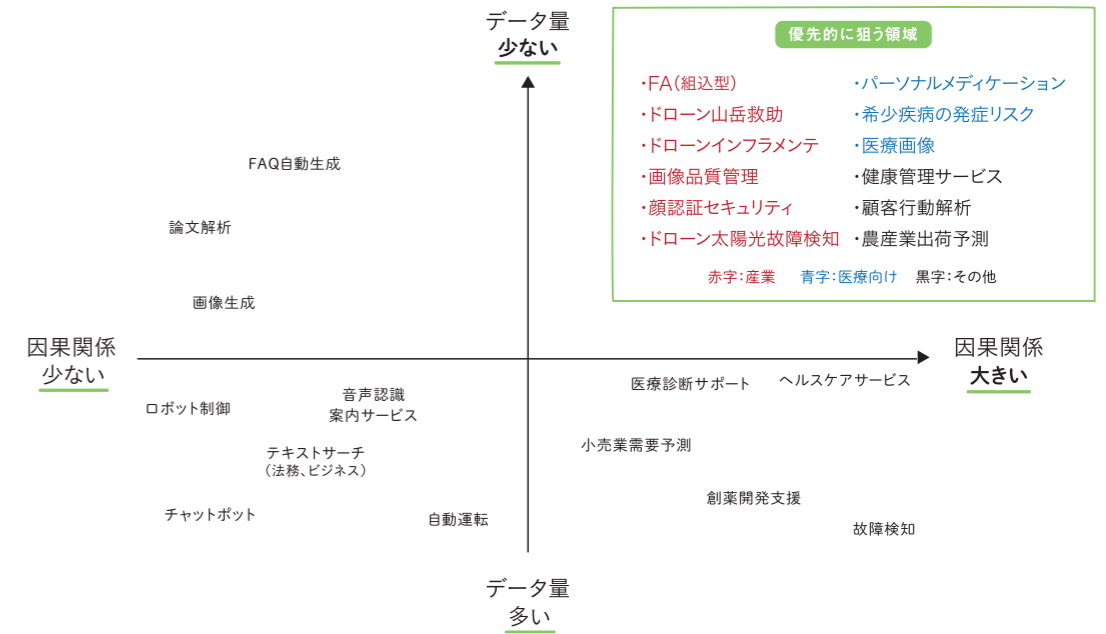 データ量
少ない
優先的に狙う領域
・FA(組込型)
・ドローン山岳救助
・ドローンインフラメンテ
・画像品質管理
・顔認証セキュリティ
・ドローン太陽光故障検知
・パーソナルメディケーション
・希少疾病の発症リスク
・医療画像
・健康管理サービス
・顧客行動解析
・農産業出荷予測
赤字:産業 青字:医療向け 黒字:その他
FAQ自動生成
論文解析
画像生成
因果関係
少ない
因果関係
大きい
ロボット制御
音声認識
案内サービス
テキストサーチ
(法務、ビジネス)
チャットポット
自動運転
医療診断サポート
ヘルスケアサービス
小売業需要予測
創薬開発支援
故障検知
データ量
多い